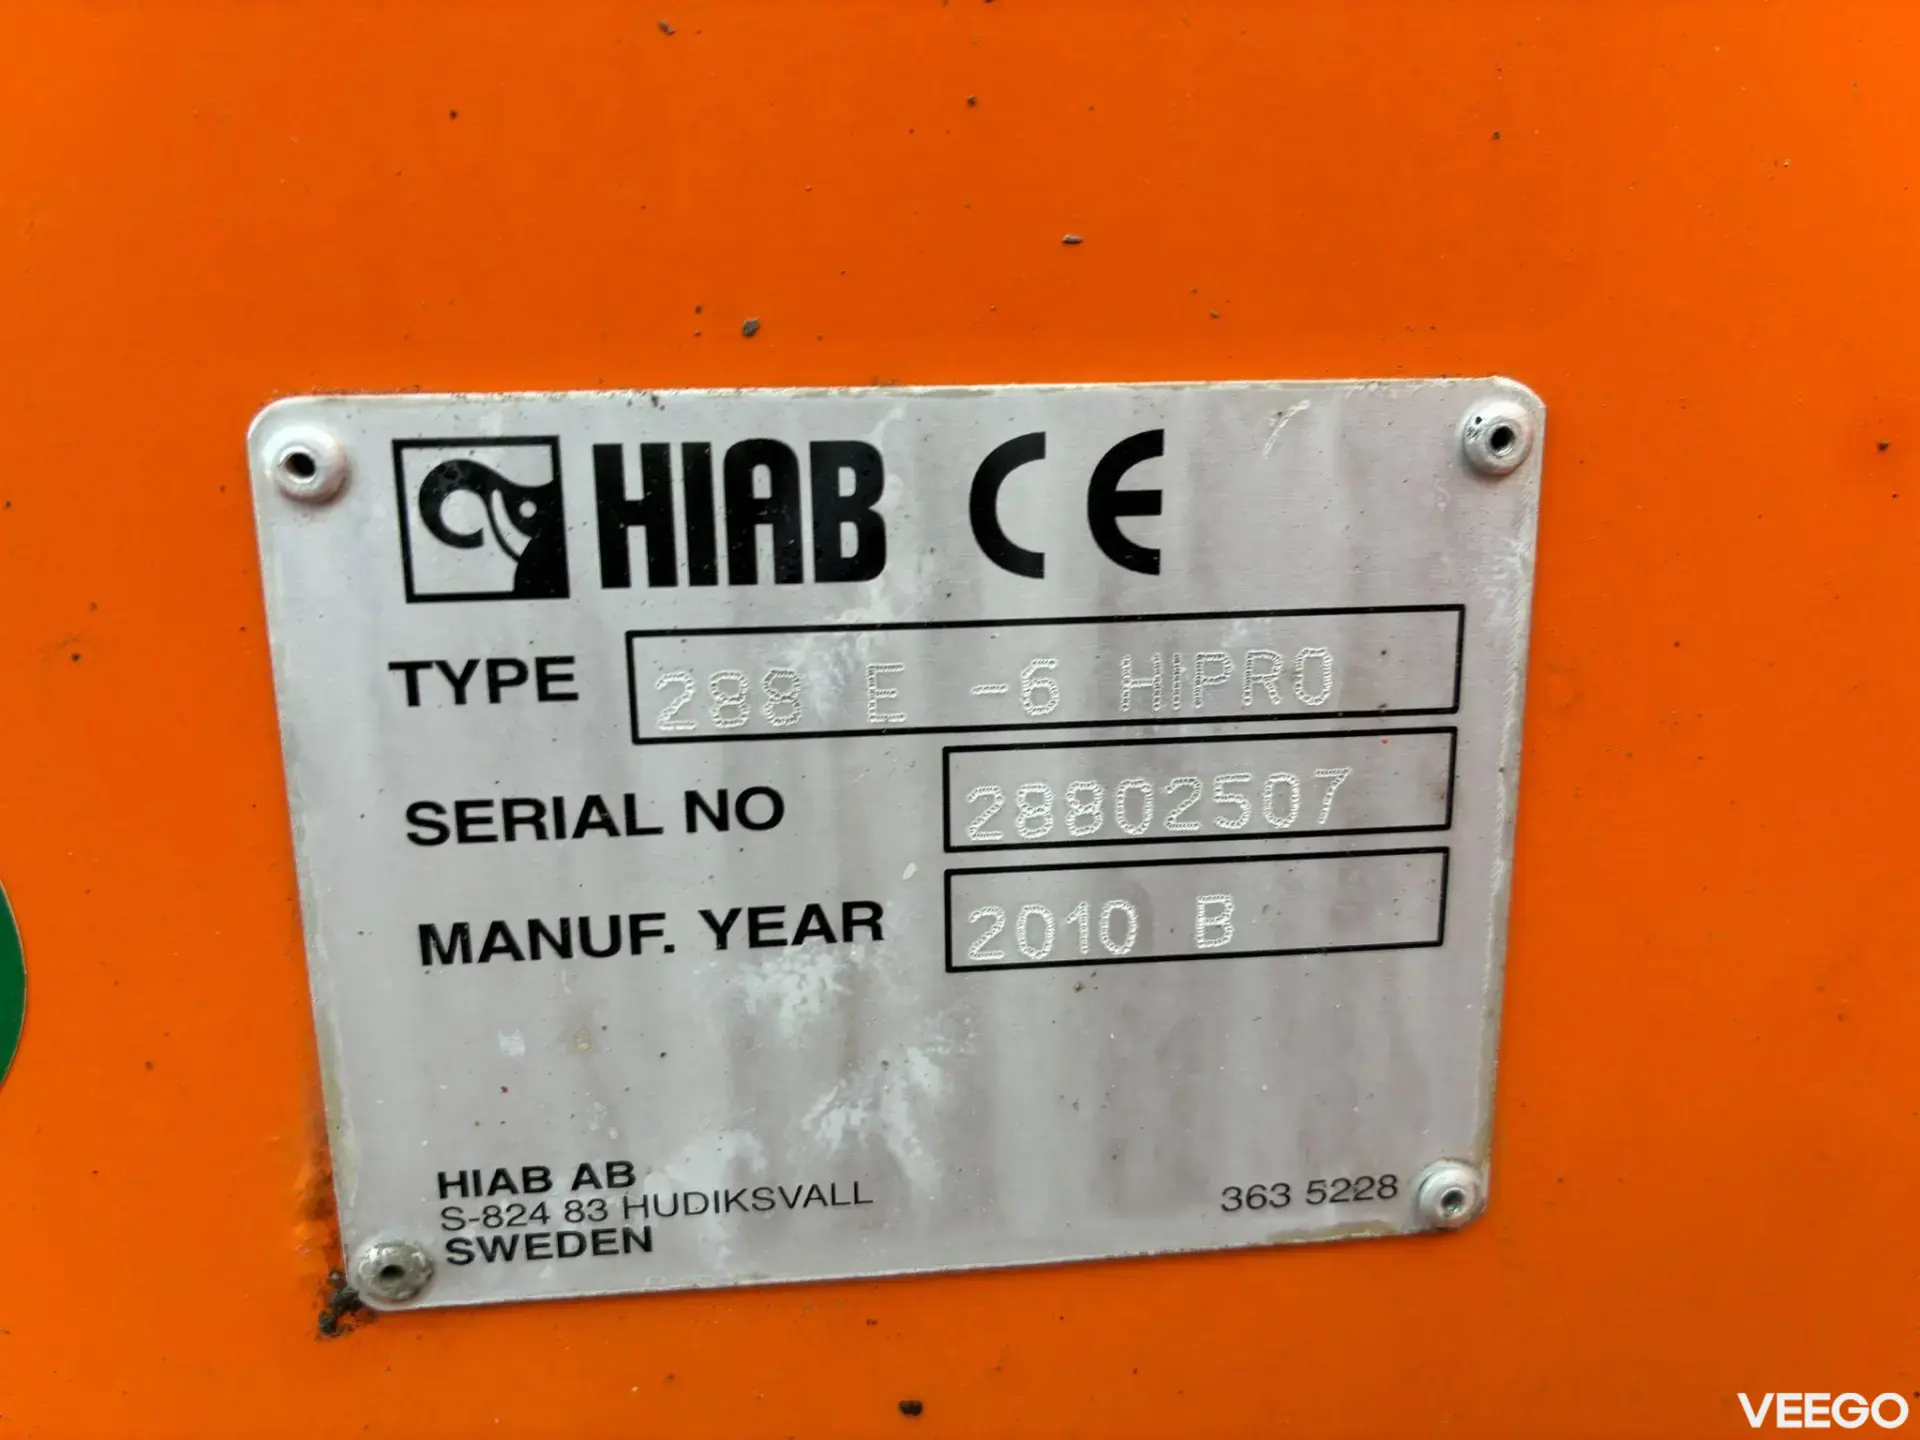 HIAB CE
TYPE 288 E -6 HIPRO
SERIAL NO 28802507
MANUF. YEAR 2010 B
HIAB AB
S-824 83 HUDIKSVALL 363 5228
SWEDEN
VEEGO